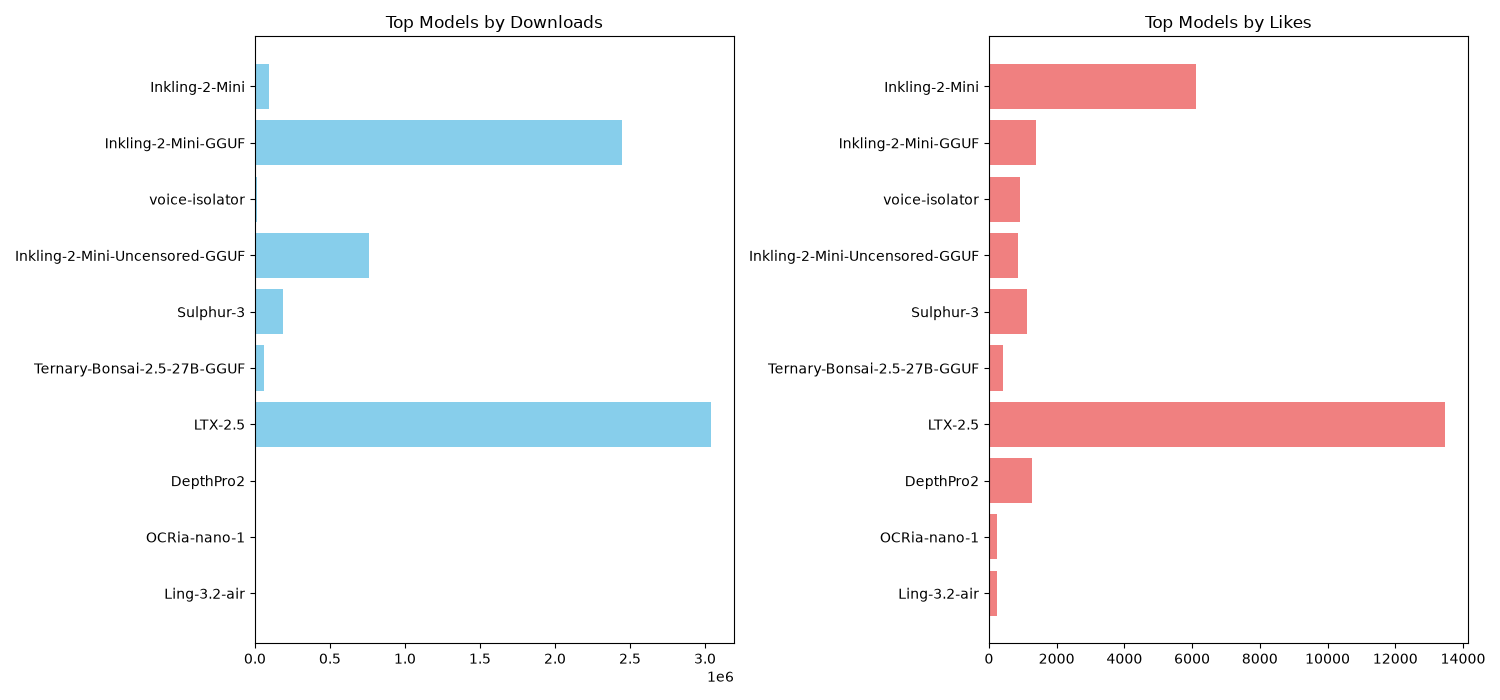 Top Models by Downloads
Inkling-2-Mini
Inkling-2-Mini-GGUF
voice-isolator
Inkling-2-Mini-Uncensored-GGUF
Sulphur-3
Ternary-Bonsai-2.5-27B-GGUF
LTX-2.5
DepthPro2
OCRia-nano-1
Ling-3.2-air
0.0 0.5 1.0 1.5 2.0 2.5 3.0
1e6
Top Models by Likes
Inkling-2-Mini
Inkling-2-Mini-GGUF
voice-isolator
Inkling-2-Mini-Uncensored-GGUF
Sulphur-3
Ternary-Bonsai-2.5-27B-GGUF
LTX-2.5
DepthPro2
OCRia-nano-1
Ling-3.2-air
0 2000 4000 6000 8000 10000 12000 14000